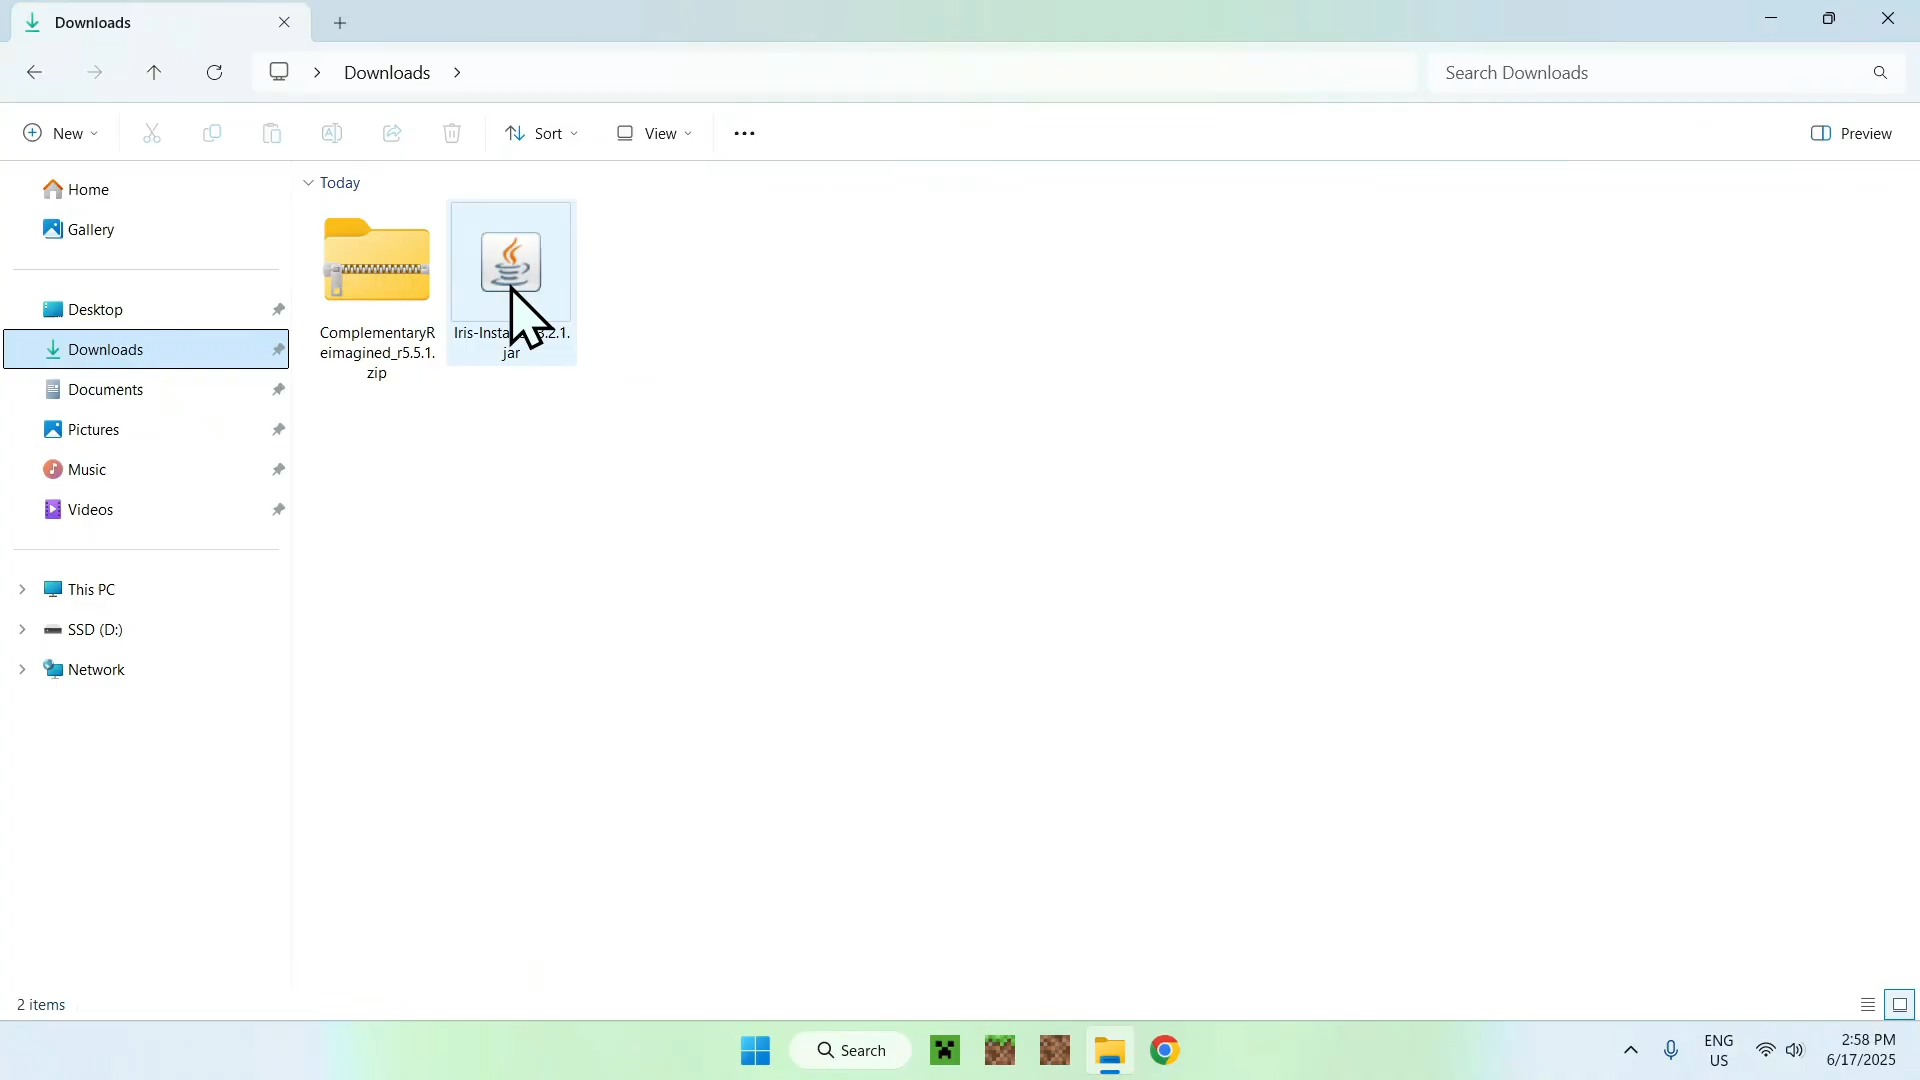 Downloads
Downloads
Search Downloads
New
Sort
View
Preview
Home
Gallery
Desktop
Downloads
Documents
Pictures
Music
Videos
This PC
SSD (D:)
Network
Today
ComplementaryR
eimagined_r5.5.1.
zip
Iris-Insta 3.2.1.
jar
2 items
Search
ENG
US
2:58 PM
6/17/2025